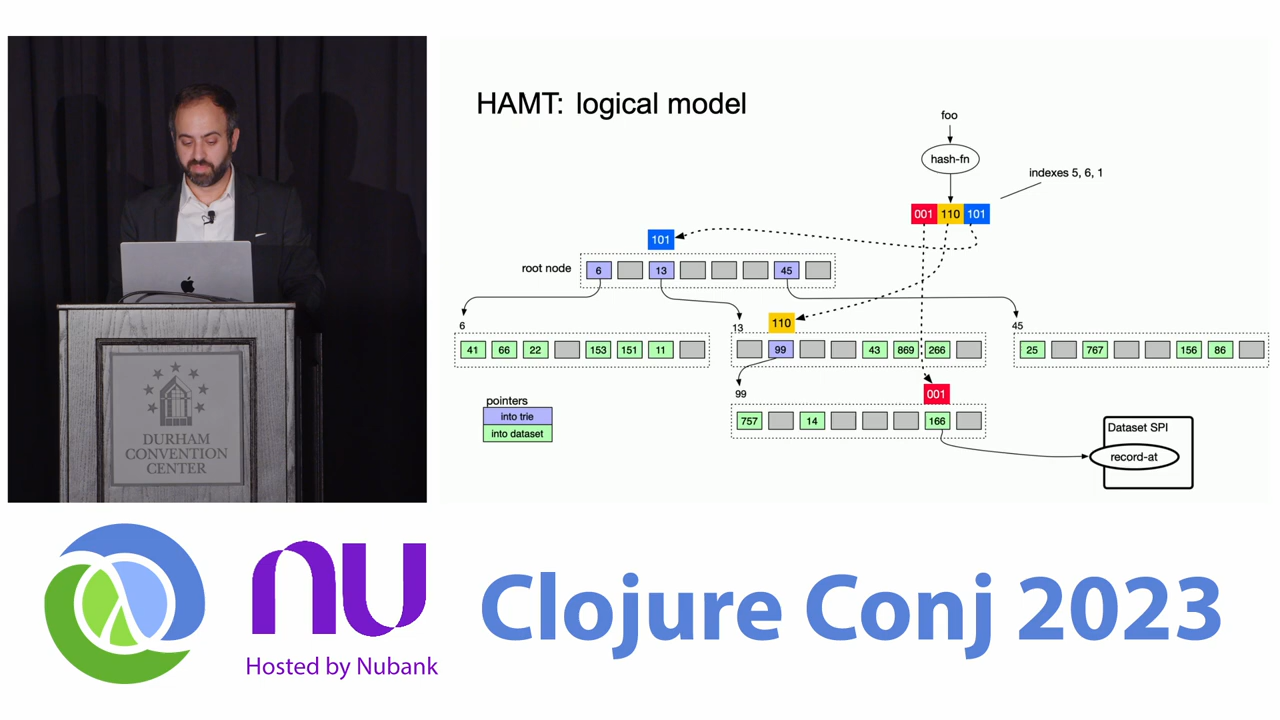 HAMT: logical model
foo
hash-fn
indexes 5, 6, 1
001 110 101
101
root node 6 13 45
6 13 110 45
41 66 22 153 151 11
99 43 869 266
25 767 156 86
99 001
757 14 166
pointers
into trie
into dataset
Dataset SPI
record-at
DURHAM
CONVENTION
CENTER
nu
Hosted by Nubank
Clojure Conj 2023